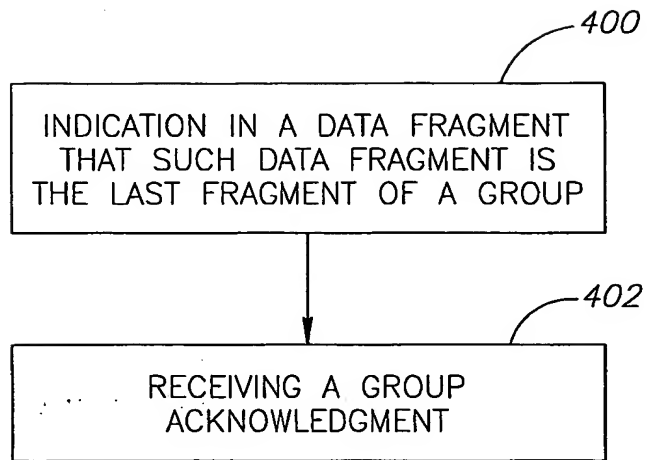 400
INDICATION IN A DATA FRAGMENT
THAT SUCH DATA FRAGMENT IS
THE LAST FRAGMENT OF A GROUP
402
RECEIVING A GROUP
ACKNOWLEDGMENT